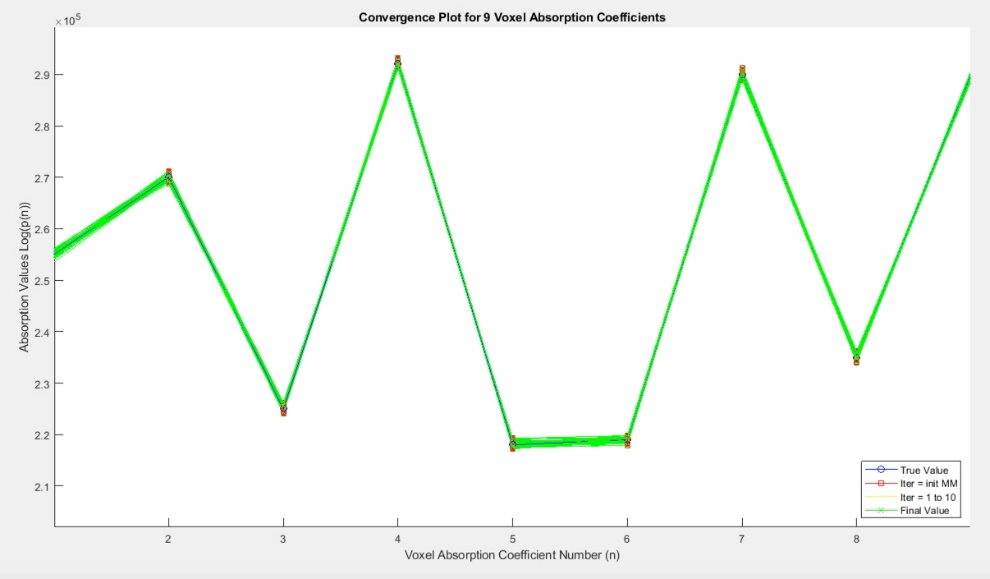 Convergence Plot for 9 Voxel Absorption Coefficients
×10⁵
2.9
2.8
2.7
2.6
2.5
2.4
2.3
2.2
2.1
Absorption Values Log(p(n))
2 3 4 5 6 7 8
Voxel Absorption Coefficient Number (n)
True Value
Iter = init MM
Iter = 1 to 10
Final Value